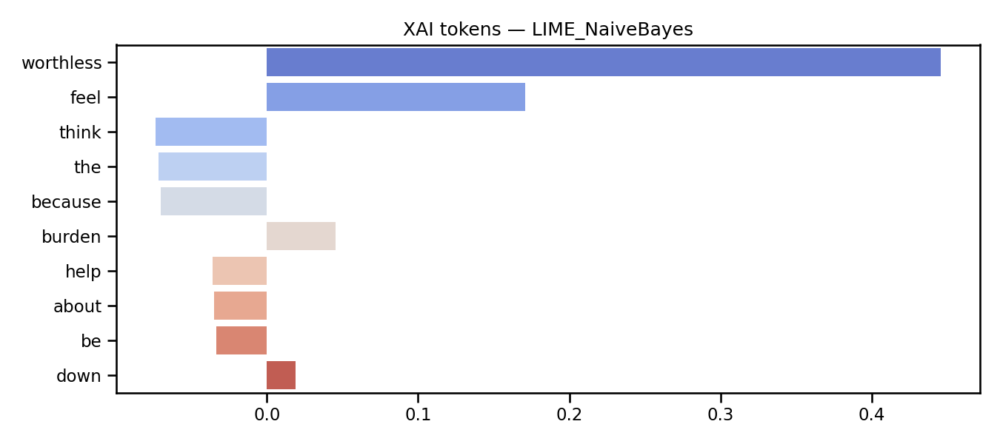 XAI tokens — LIME_NaiveBayes
worthless
feel
think
the
because
burden
help
about
be
down
0.0 0.1 0.2 0.3 0.4